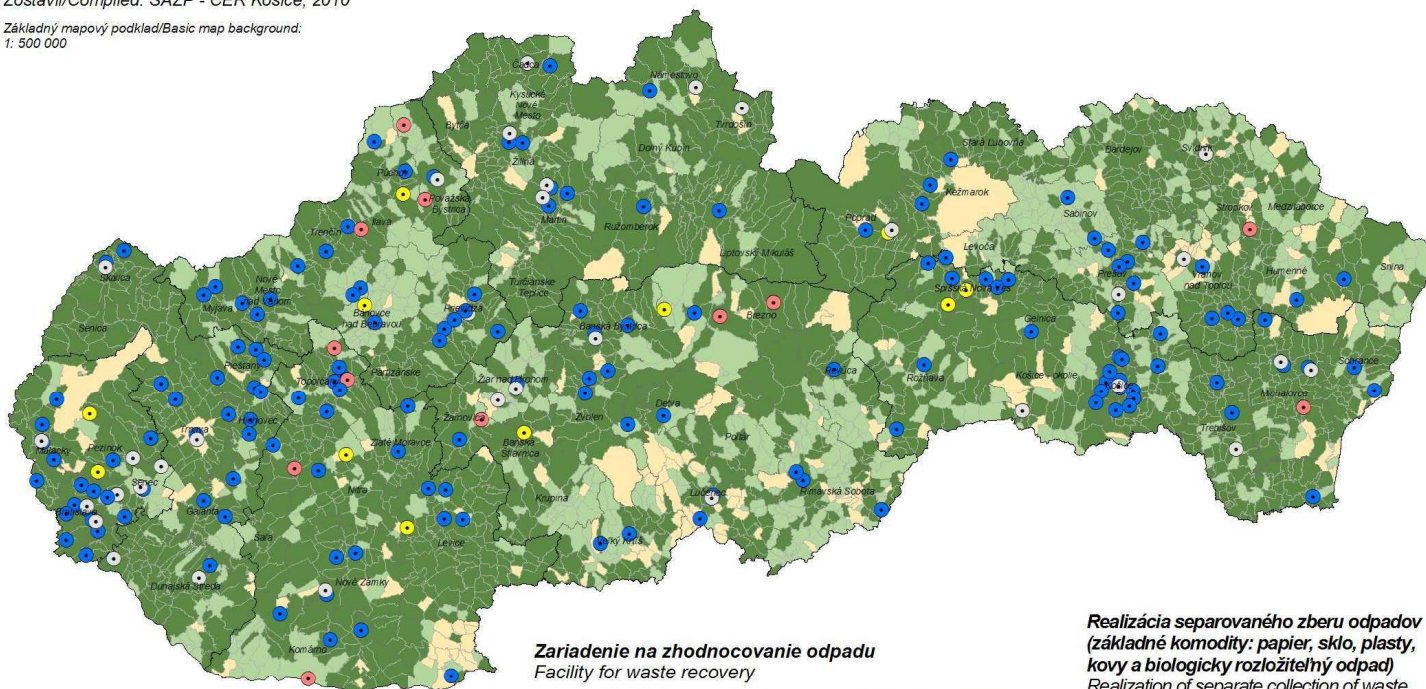 Zostavil/Compiled: SAŽP - CER Košice, 2010
Základný mapový podklad/Basic map background:
1: 500 000
Čadca
Námestovo
Kysucké
Nové
Mesto
Tvrdošín
Bytča
Dolný Kubín
Stará Ľubovňa
Bardejov
Svidník
Žilina
Púchov
Považská
Bystrica
Kežmarok
Stropkov
Medzilaborce
Martin
Sabinov
Ilava
Poprad
Trenčín
Ružomberok
Levoča
Liptovský Mikuláš
Prešov
Vranov
nad Topľou
Humenné
Snina
Skalica
Nové
Mesto
nad Váhom
Turčianske
Teplice
Spišská Nová Ves
Myjava
Bánovce
nad Bebravou
Prievidza
Brezno
Senica
Banská Bystrica
Gelnica
Piešťany
Partizánske
Topoľčany
Žiar nad Hronom
Revúca
Rožňava
Košice - okolie
Košice
Sobrance
Michalovce
Hlohovec
Žarnovica
Zvolen
Detva
Trebišov
Trnava
Pezinok
Malacky
Zlaté Moravce
Banská
Štiavnica
Poltár
Senec
Nitra
Krupina
Lučenec
Rimavská Sobota
Bratislava
Galanta
Šaľa
Levice
Veľký Krtíš
Dunajská Streda
Nové Zámky
Komárno
Zariadenie na zhodnocovanie odpadu
Facility for waste recovery
Realizácia separovaného zberu odpadov
(základné komodity: papier, sklo, plasty,
kovy a biologicky rozložiteľný odpad)
Realization of separate collection of waste